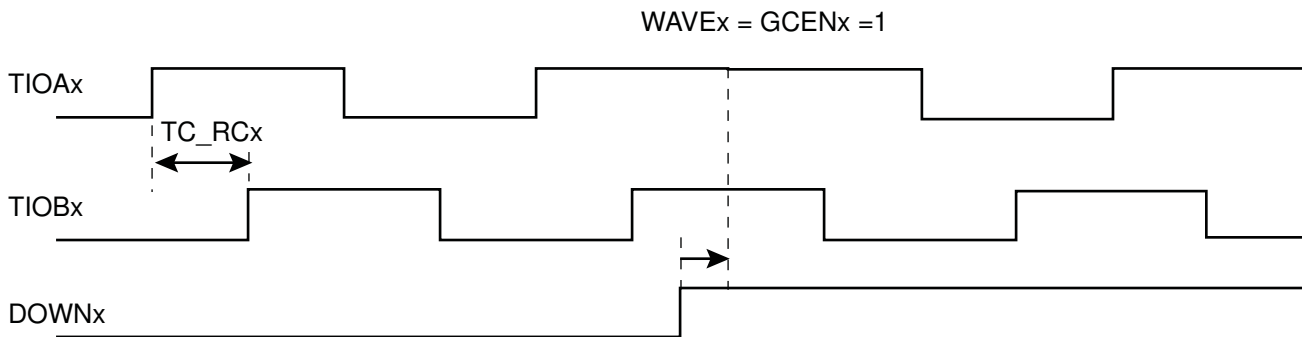 WAVEx = GCENx =1
TIOAx
TC_RCx
TIOBx
DOWNx